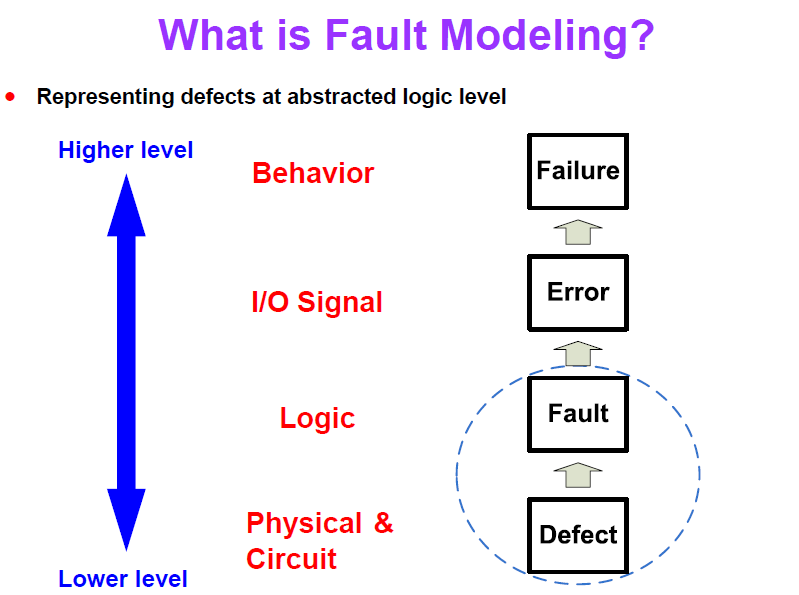 What is Fault Modeling?
• Representing defects at abstracted logic level
Higher level
Behavior
Failure
I/O Signal
Error
Logic
Fault
Physical &
Circuit
Defect
Lower level